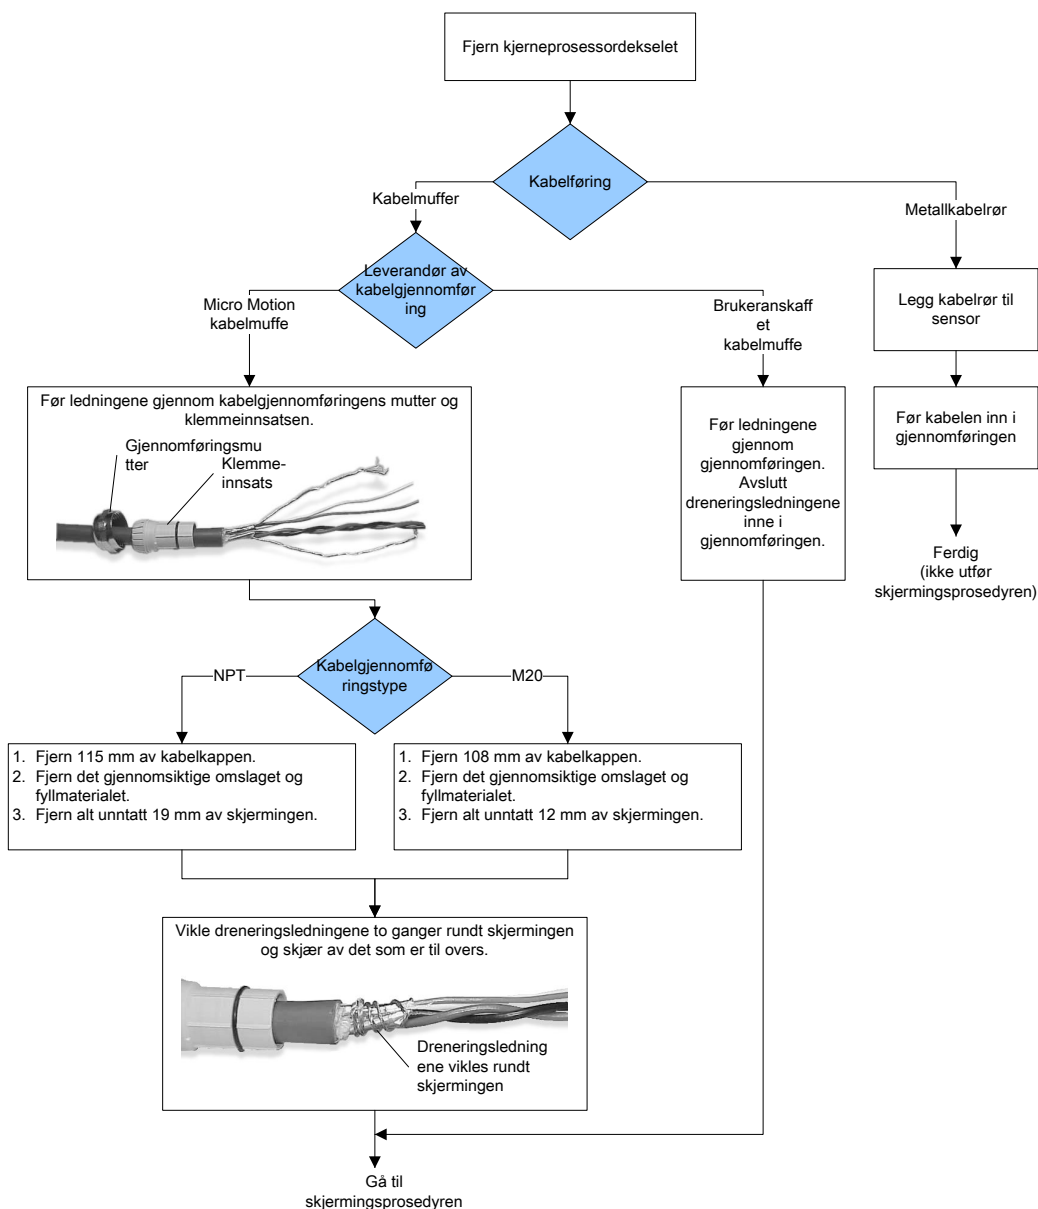 Fjern kjerneprosessordekselet
Kabelføring
Kabelmuffer
Metallkabelrør
Leverandør av
kabelgjennomfør
ing
Micro Motion
kabelmuffe
Brukeranskaff
et
kabelmuffe
Legg kabelrør til
sensor
Før kabelen inn i
gjennomføringen
Ferdig
(ikke utfør
skjermingsprosedyren)
Før ledningene gjennom kabelgjennomføringens mutter og
klemmeinnsatsen.
Gjennomføringsmu
tter
Klemme-
innsats
Før ledningene
gjennom
gjennomføringen.
Avslutt
dreneringsledningene
inne i
gjennomføringen.
Kabelgjennomfø
ringstype
NPT
M20
1. Fjern 115 mm av kabelkappen.
2. Fjern det gjennomsiktige omslaget og
fyllmaterialet.
3. Fjern alt unntatt 19 mm av skjermingen.
1. Fjern 108 mm av kabelkappen.
2. Fjern det gjennomsiktige omslaget og
fyllmaterialet.
3. Fjern alt unntatt 12 mm av skjermingen.
Vikle dreneringsledningene to ganger rundt skjermingen
og skjær av det som er til overs.
Dreneringsledning
ene vikles rundt
skjermingen
Gå til
skjermingsprosedyren